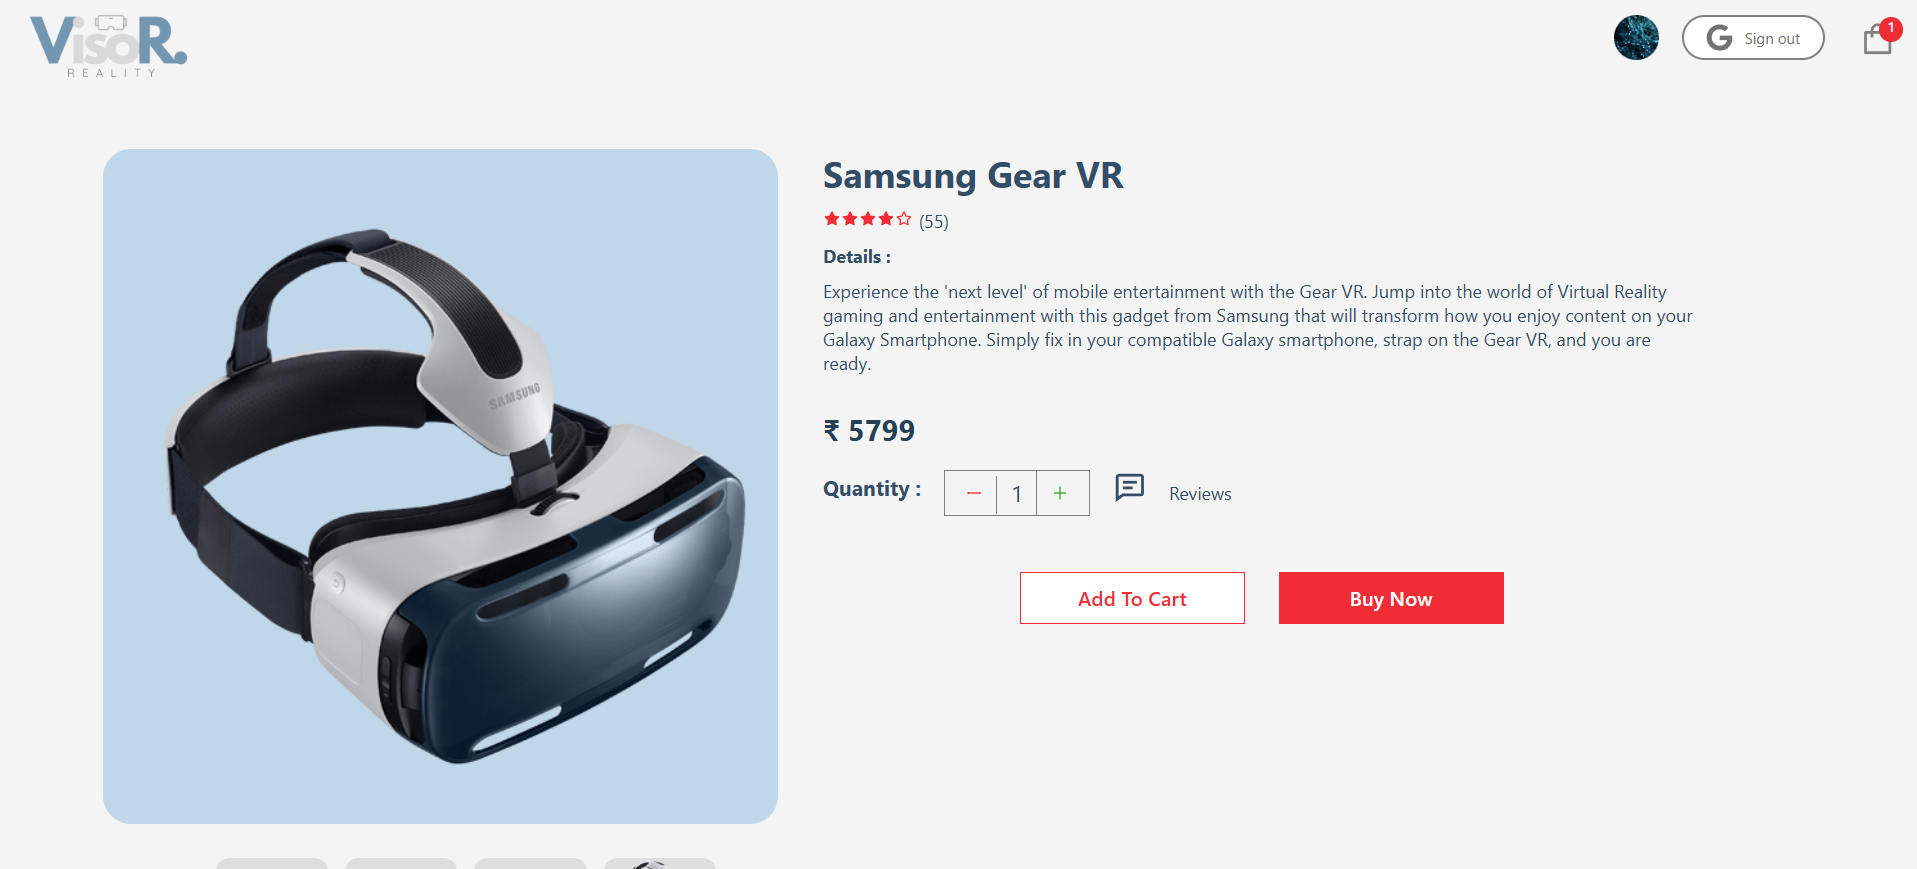 VisoR.
REALITY
Sign out
1
Samsung Gear VR
(55)
Details :
Experience the 'next level' of mobile entertainment with the Gear VR. Jump into the world of Virtual Reality
gaming and entertainment with this gadget from Samsung that will transform how you enjoy content on your
Galaxy Smartphone. Simply fix in your compatible Galaxy smartphone, strap on the Gear VR, and you are
ready.
SAMSUNG
₹ 5799
Quantity :
− 1 +
Reviews
Add To Cart
Buy Now